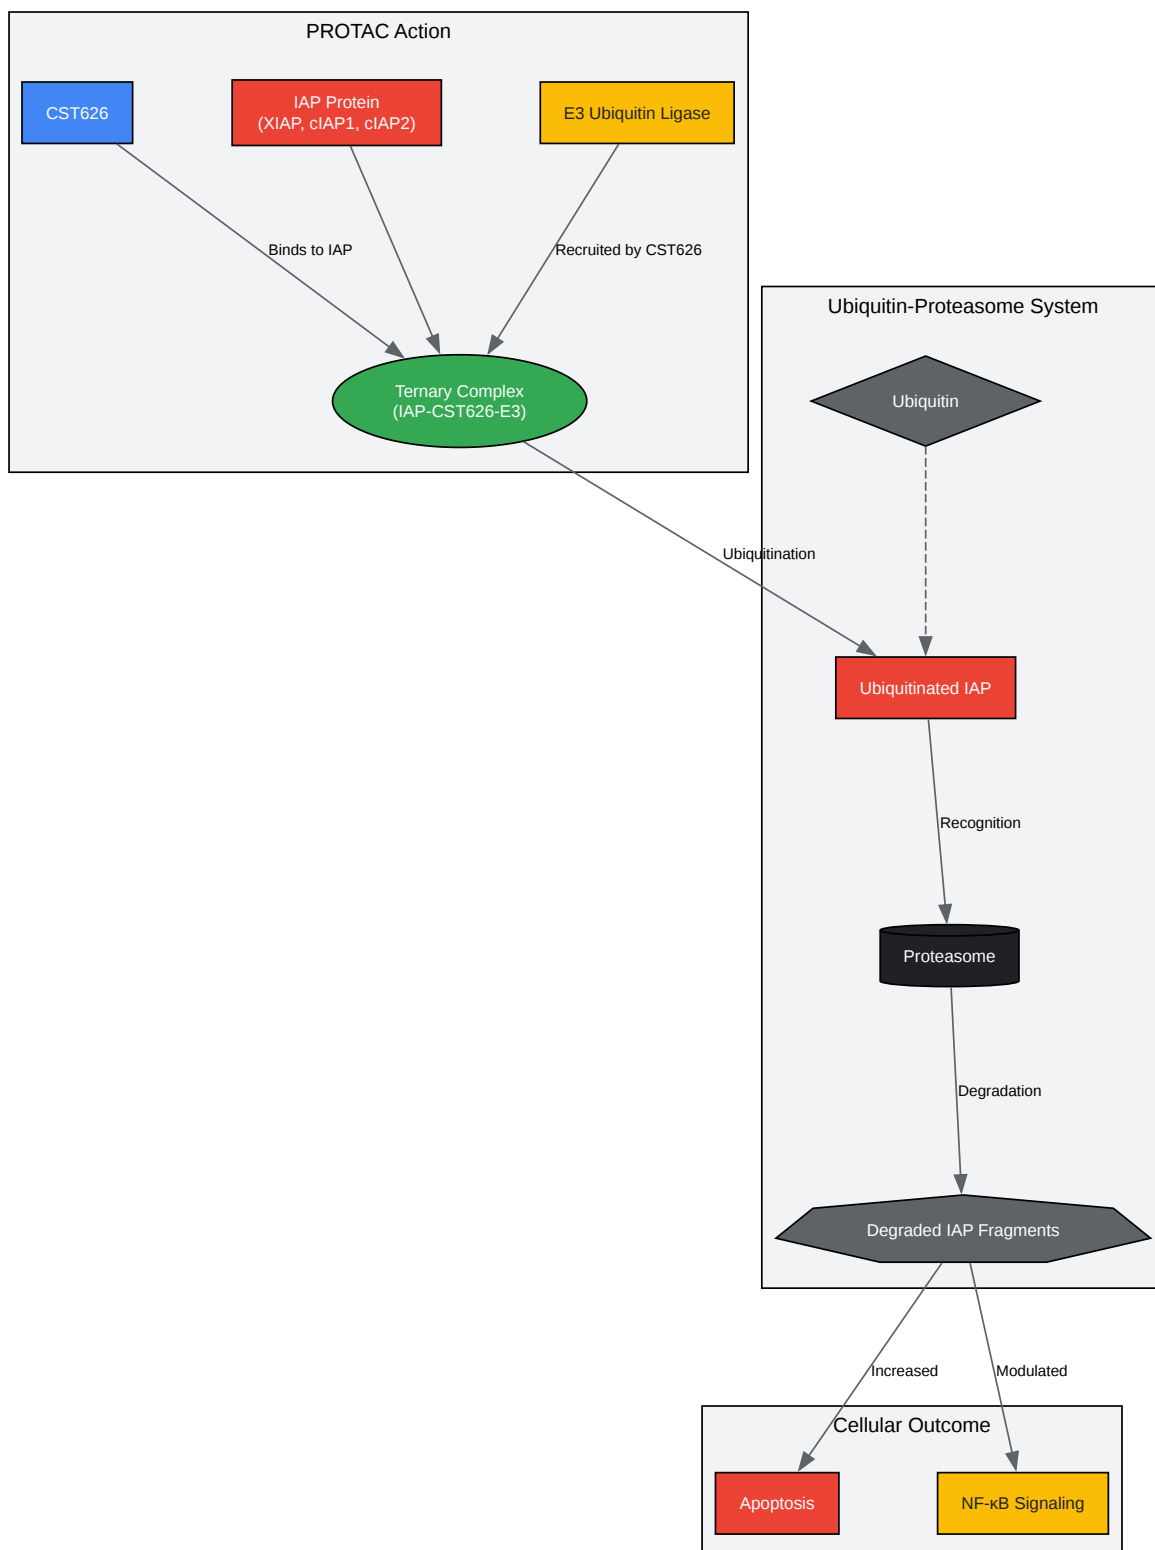 PROTAC Action
CST626
IAP Protein
(XIAP, cIAP1, cIAP2)
E3 Ubiquitin Ligase
Binds to IAP
Recruited by CST626
Ternary Complex
(IAP-CST626-E3)
Ubiquitin-Proteasome System
Ubiquitin
Ubiquitination
Ubiquitinated IAP
Recognition
Proteasome
Degradation
Degraded IAP Fragments
Increased
Modulated
Cellular Outcome
Apoptosis
NF-κB Signaling